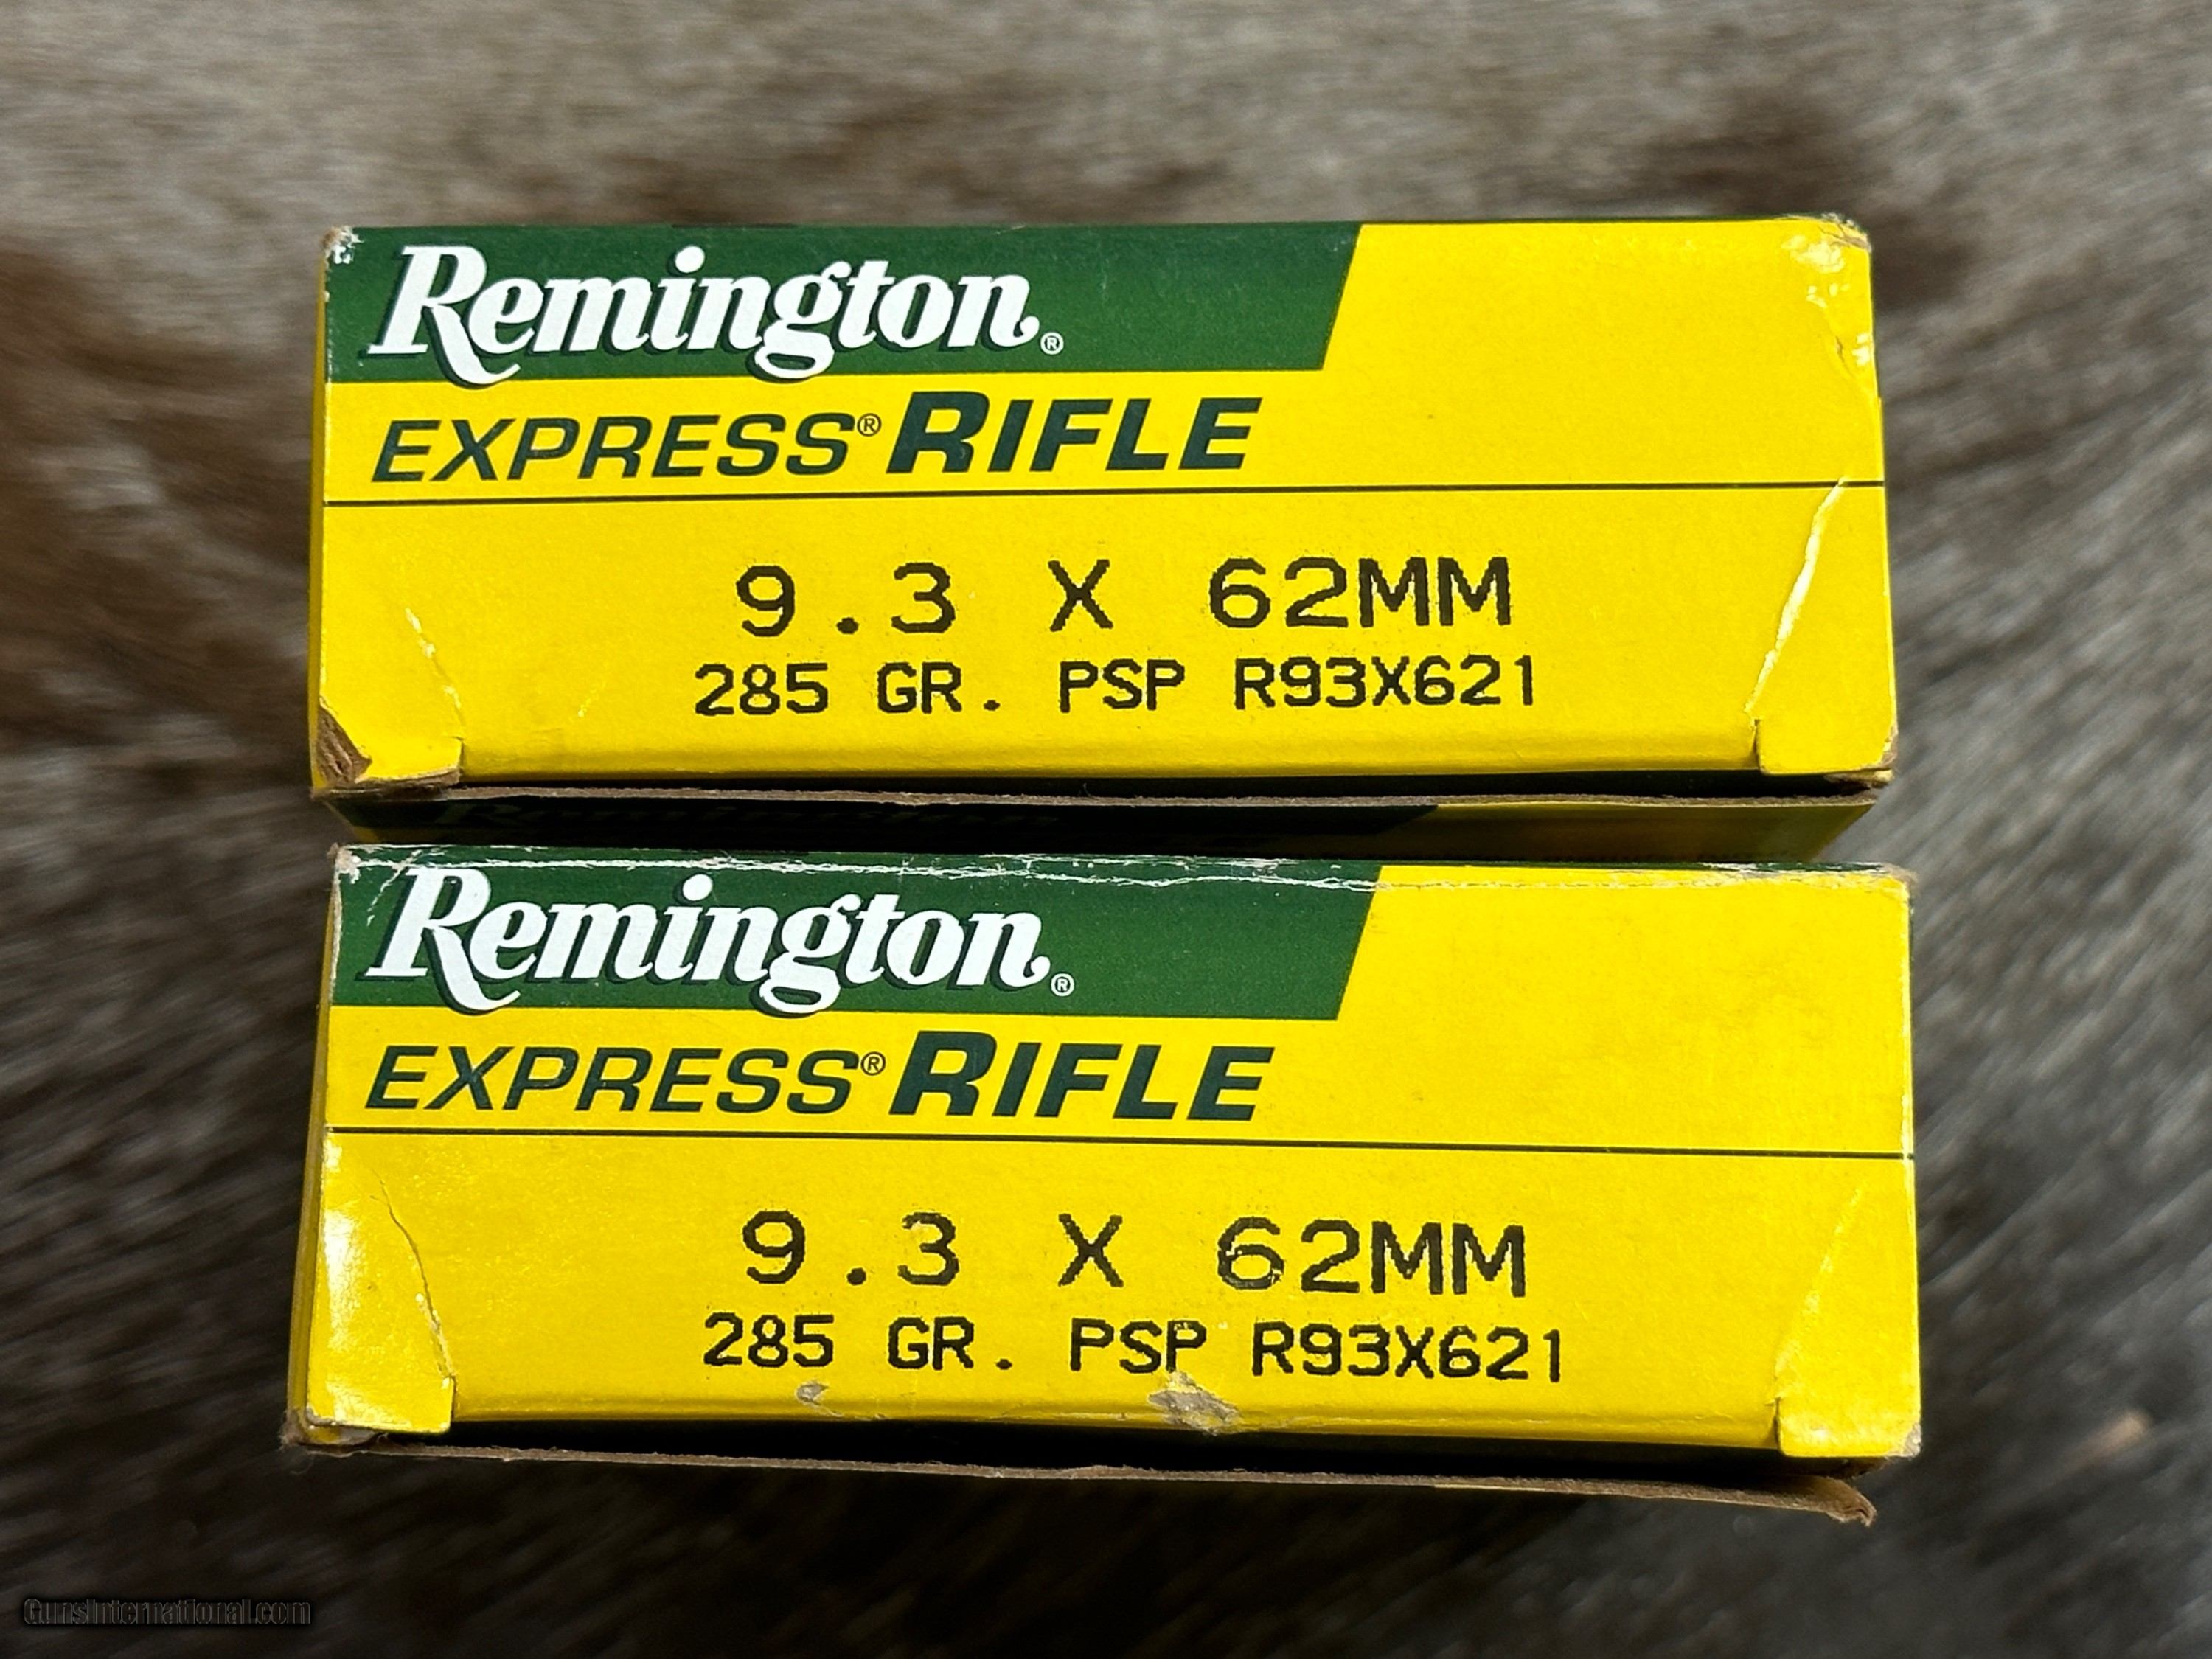 Remington®
EXPRESS® RIFLE
9.3 X 62MM
285 GR. PSP R93X621
Remington®
EXPRESS® RIFLE
9.3 X 62MM
285 GR. PSP R93X621
GunsInternational.com